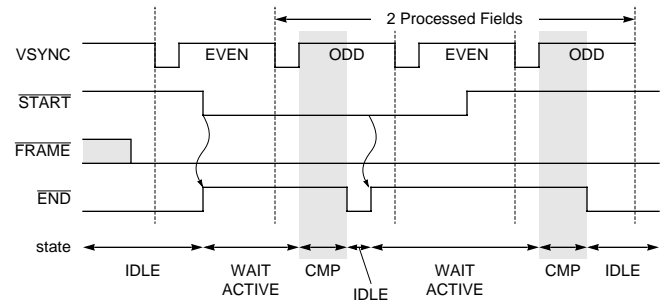 2 Processed Fields
VSYNC EVEN ODD EVEN ODD
START
FRAME
END
state
IDLE WAIT ACTIVE CMP IDLE WAIT ACTIVE CMP IDLE